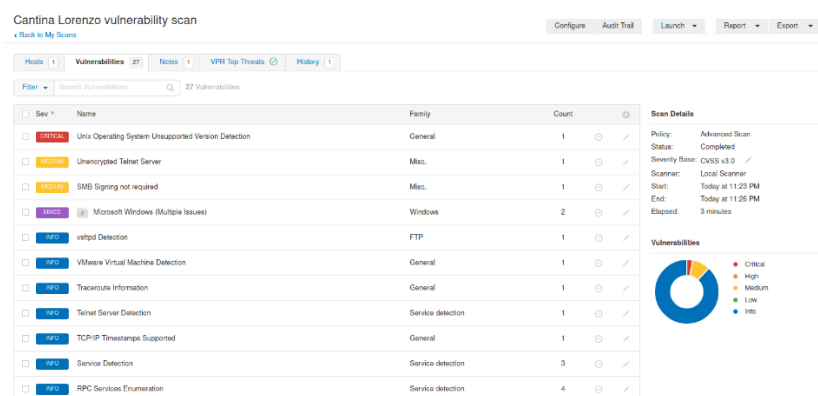 Cantina Lorenzo vulnerability scan
Configure Audit Trail Launch Report Export
Back to My Scans
Hosts 1 Vulnerabilities 27 Notes 1 VPR Top Threats History 1
Filter Search Vulnerabilities 27 Vulnerabilities
Sev Name Family Count
CRITICAL Unix Operating System Unsupported Version Detection General 1
MEDIUM Unencrypted Telnet Server Misc. 1
MEDIUM SMB Signing not required Misc. 1
MIXED 2 Microsoft Windows (Multiple Issues) Windows 2
INFO vsftpd Detection FTP 1
INFO VMware Virtual Machine Detection General 1
INFO Traceroute Information General 1
INFO Telnet Server Detection Service detection 1
INFO TCP/IP Timestamps Supported General 1
INFO Service Detection Service detection 3
INFO RPC Services Enumeration Service detection 4
Scan Details
Policy: Advanced Scan
Status: Completed
Severity Base: CVSS v3.0
Scanner: Local Scanner
Start: Today at 11:23 PM
End: Today at 11:26 PM
Elapsed: 3 minutes
Vulnerabilities
Critical
High
Medium
Low
Info